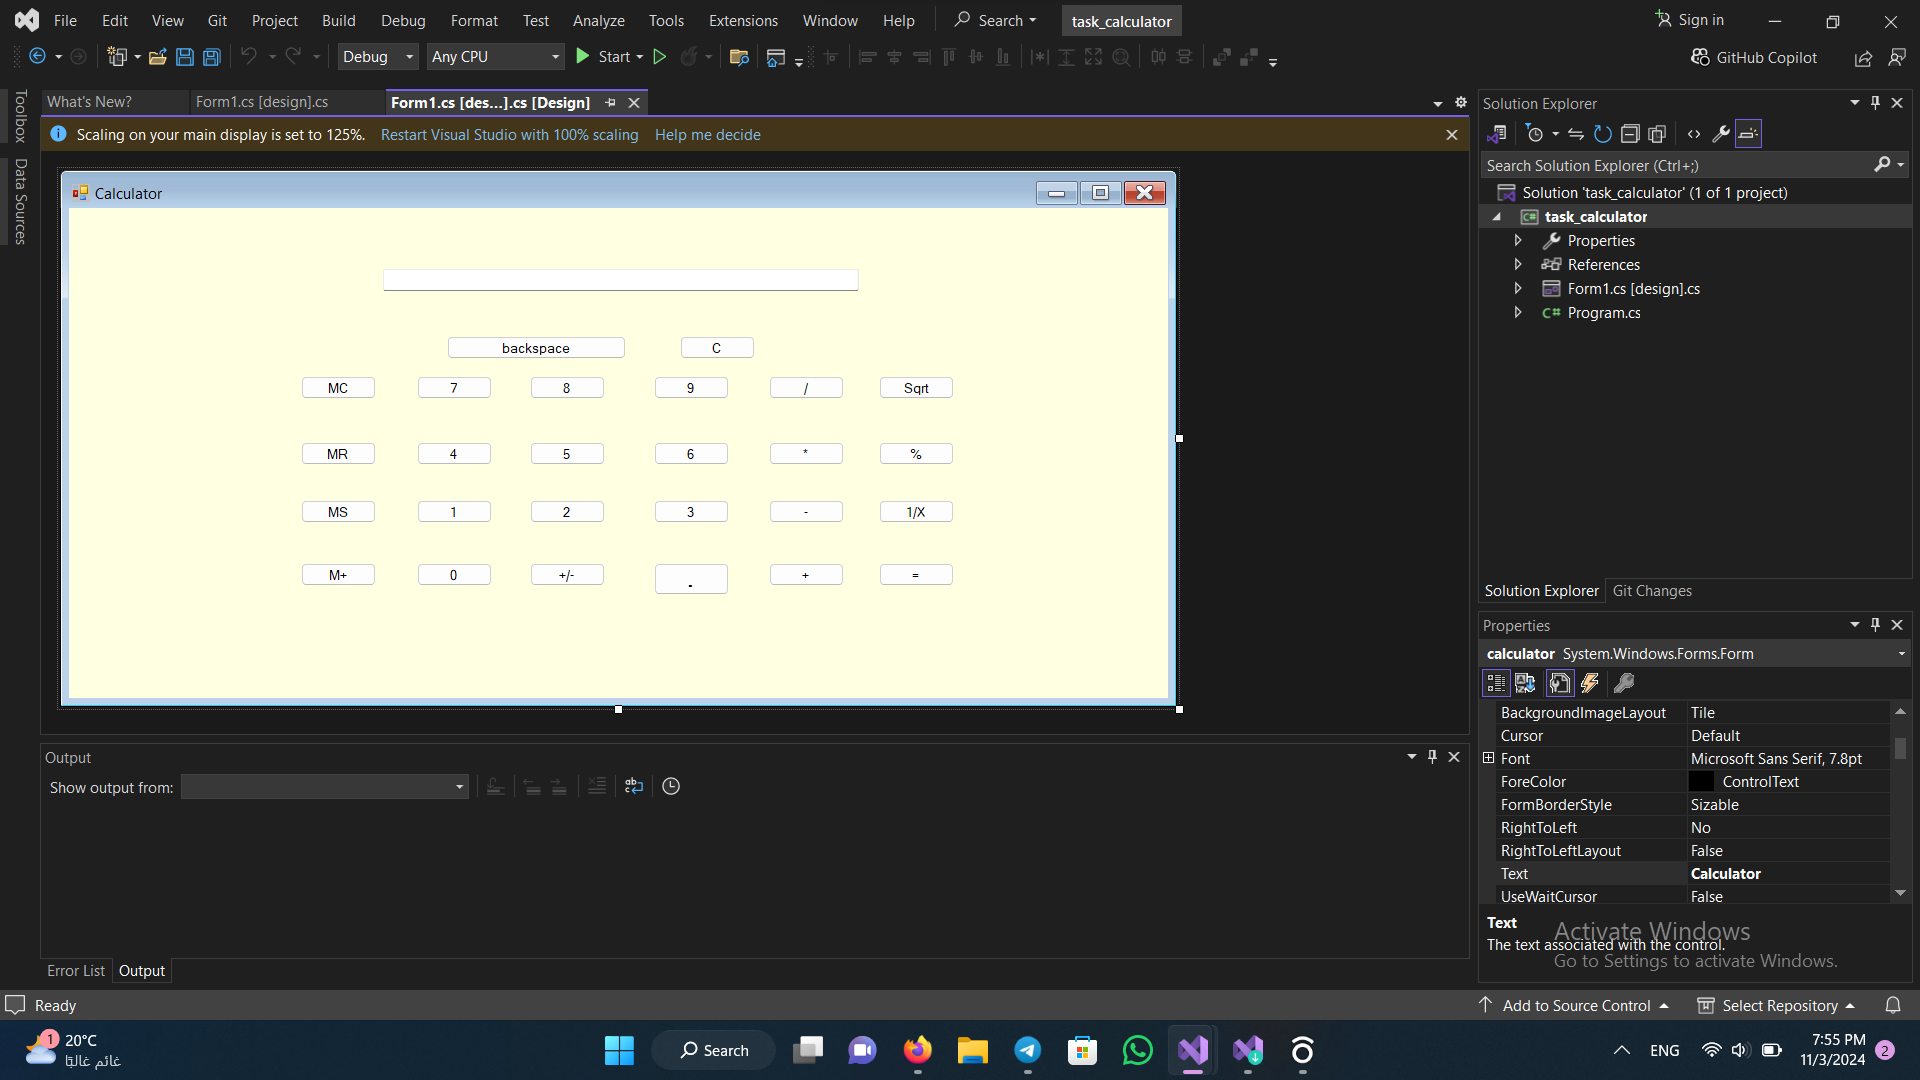 File Edit View Git Project Build Debug Format Test Analyze Tools Extensions Window Help Search task_calculator Sign in
Debug Any CPU Start GitHub Copilot
Toolbox
Data Sources
What's New? Form1.cs [design].cs Form1.cs [des...].cs [Design]
Scaling on your main display is set to 125%. Restart Visual Studio with 100% scaling Help me decide
Calculator
backspace C
MC 7 8 9 / Sqrt
MR 4 5 6 * %
MS 1 2 3 - 1/X
M+ 0 +/- . + =
Output
Show output from:
Error List Output
Solution Explorer
Search Solution Explorer (Ctrl+;)
Solution 'task_calculator' (1 of 1 project)
task_calculator
Properties
References
Form1.cs [design].cs
C# Program.cs
Solution Explorer Git Changes
Properties
calculator System.Windows.Forms.Form
BackgroundImageLayout Tile
Cursor Default
Font Microsoft Sans Serif, 7.8pt
ForeColor ControlText
FormBorderStyle Sizable
RightToLeft No
RightToLeftLayout False
Text Calculator
UseWaitCursor False
Text
The text associated with the control.
Activate Windows
Go to Settings to activate Windows.
Ready Add to Source Control Select Repository
1 20°C
غائم غالبًا
Search
ENG
7:55 PM
11/3/2024 2